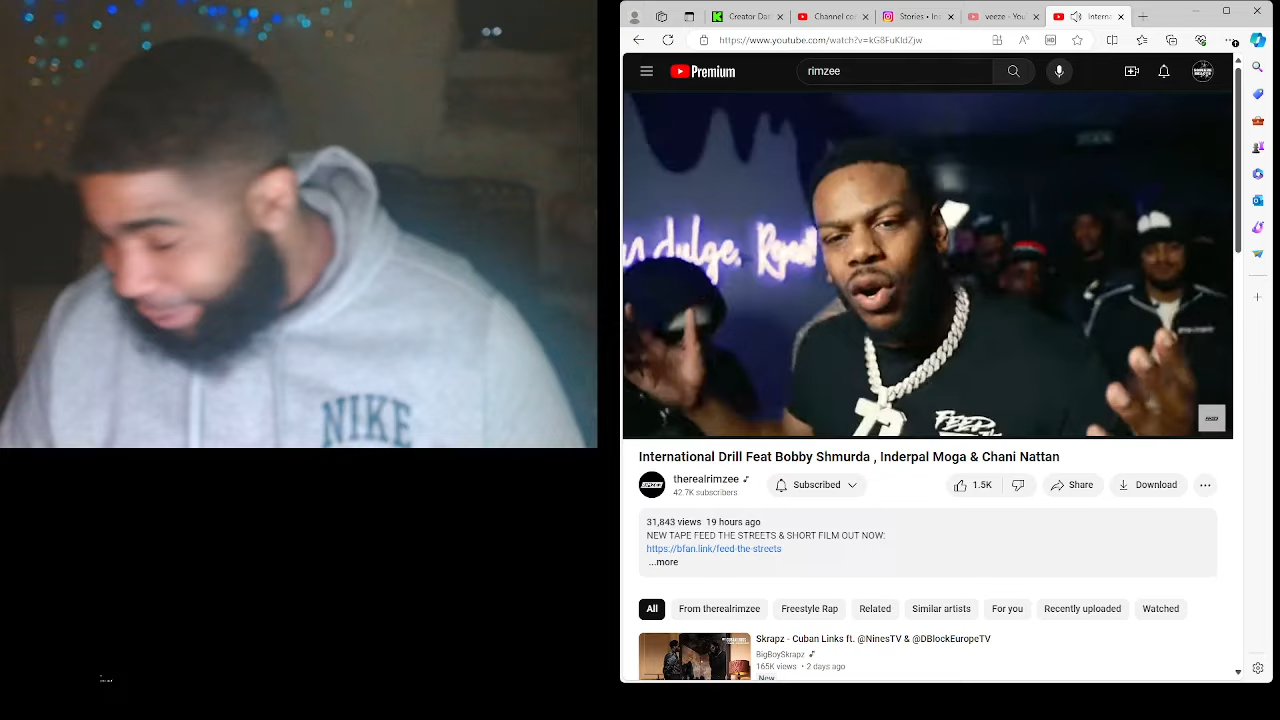 Creator Da
Channel co
Stories • In
veeze - You
Interna
https://www.youtube.com/watch?v=kG8FuKIdZjw
Premium
rimzee
NIKE
International Drill Feat Bobby Shmurda , Inderpal Moga & Chani Nattan
therealrimzee
42.7K subscribers
Subscribed
1.5K
Share
Download
31,843 views 19 hours ago
NEW TAPE FEED THE STREETS & SHORT FILM OUT NOW:
https://bfan.link/feed-the-streets
...more
All
From therealrimzee
Freestyle Rap
Related
Similar artists
For you
Recently uploaded
Watched
Skrapz - Cuban Links ft. @NinesTV & @DBlockEuropeTV
BigBoySkrapz
165K views • 2 days ago
New